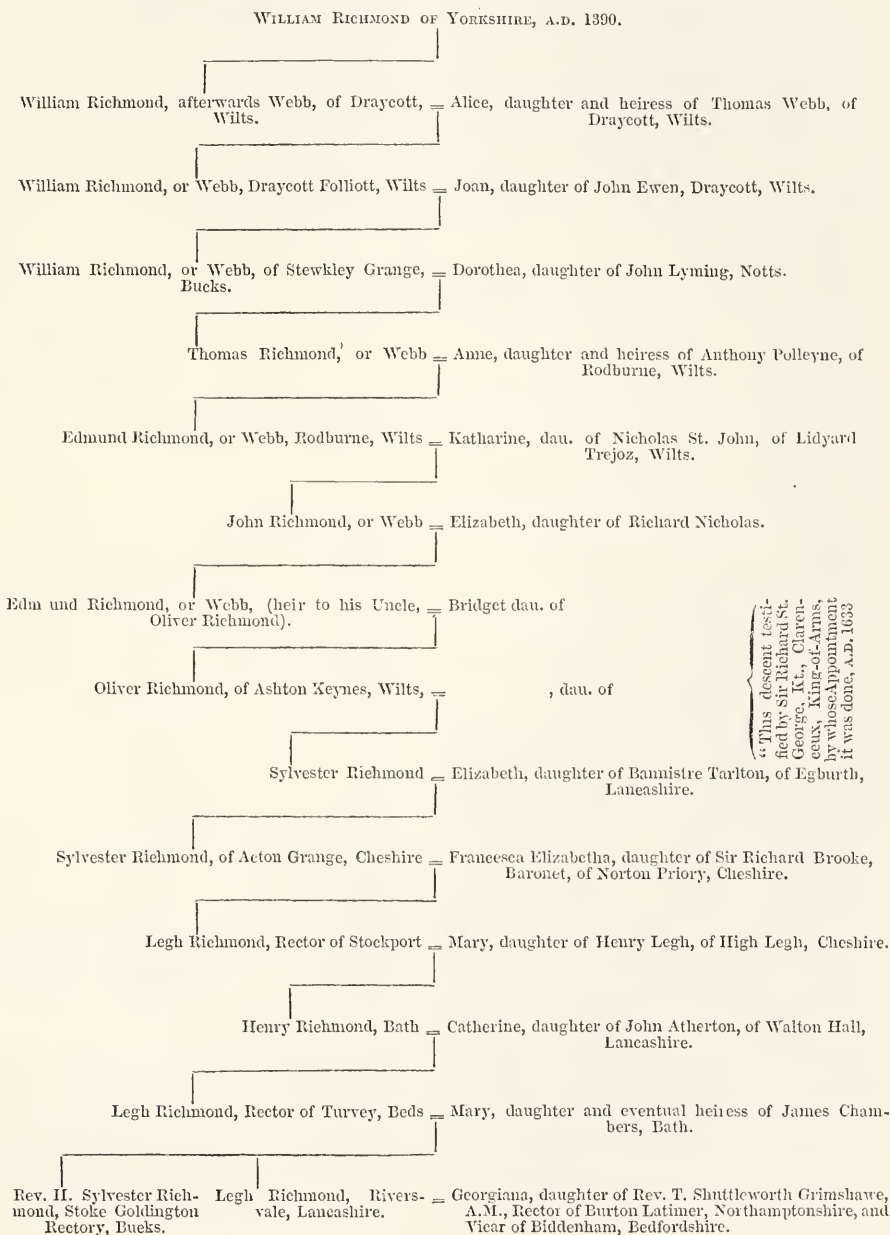 WILLIAM RICHMOND OF YORKSHIRE, A.D. 1390.
William Richmond, afterwards Webb, of Draycott, = Alice, daughter and heiress of Thomas Webb, of
Wilts. Draycott, Wilts.
William Richmond, or Webb, Draycott Folliott, Wilts = Joan, daughter of John Ewen, Draycott, Wilts.
William Richmond, or Webb, of Stewkley Grange, = Dorothea, daughter of John Lyming, Notts.
Bucks.
Thomas Richmond, or Webb = Anne, daughter and heiress of Anthony Polleyne, of
Rodburne, Wilts.
Edmund Richmond, or Webb, Rodburne, Wilts = Katharine, dau. of Nicholas St. John, of Lidyard
Trejoz, Wilts.
John Richmond, or Webb = Elizabeth, daughter of Richard Nicholas.
Edm und Richmond, or Webb, (heir to his Uncle, = Bridget dau. of
Oliver Richmond).
Oliver Richmond, of Ashton Keynes, Wilts, = , dau. of
"This descent testi-
fied by Sir Richard St.
George, Kt., Claren-
ceux, King-of-Arms,
by whose Appointment
it was done, A.D. 1633
Sylvester Richmond = Elizabeth, daughter of Bannistre Tarlton, of Egburth,
Lancashire.
Sylvester Richmond, of Acton Grange, Cheshire = Francesca Elizabetha, daughter of Sir Richard Brooke,
Baronet, of Norton Priory, Cheshire.
Legh Richmond, Rector of Stockport = Mary, daughter of Henry Legh, of High Legh, Cheshire.
Henry Richmond, Bath = Catherine, daughter of John Atherton, of Walton Hall,
Lancashire.
Legh Richmond, Rector of Turvey, Beds = Mary, daughter and eventual heiress of James Cham-
bers, Bath.
Rev. H. Sylvester Rich- Legh Richmond, Rivers- = Georgiana, daughter of Rev. T. Shuttleworth Grimshawe,
mond, Stoke Goldington vale, Lancashire. A.M., Rector of Burton Latimer, Northamptonshire, and
Rectory, Bucks. Vicar of Biddenham, Bedfordshire.